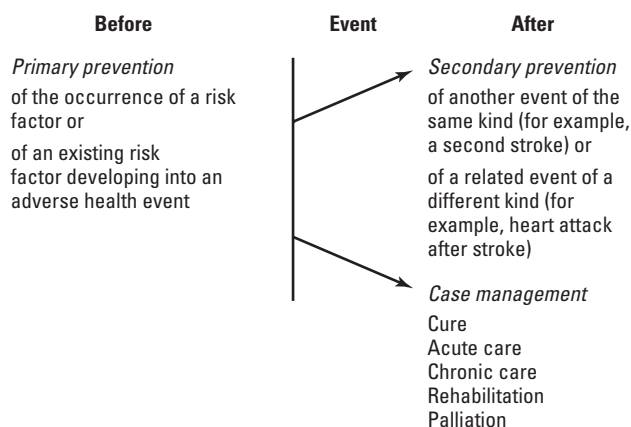 Before
Event
After
Primary prevention
of the occurrence of a risk
factor or
of an existing risk
factor developing into an
adverse health event
Secondary prevention
of another event of the
same kind (for example,
a second stroke) or
of a related event of a
different kind (for
example, heart attack
after stroke)
Case management
Cure
Acute care
Chronic care
Rehabilitation
Palliation